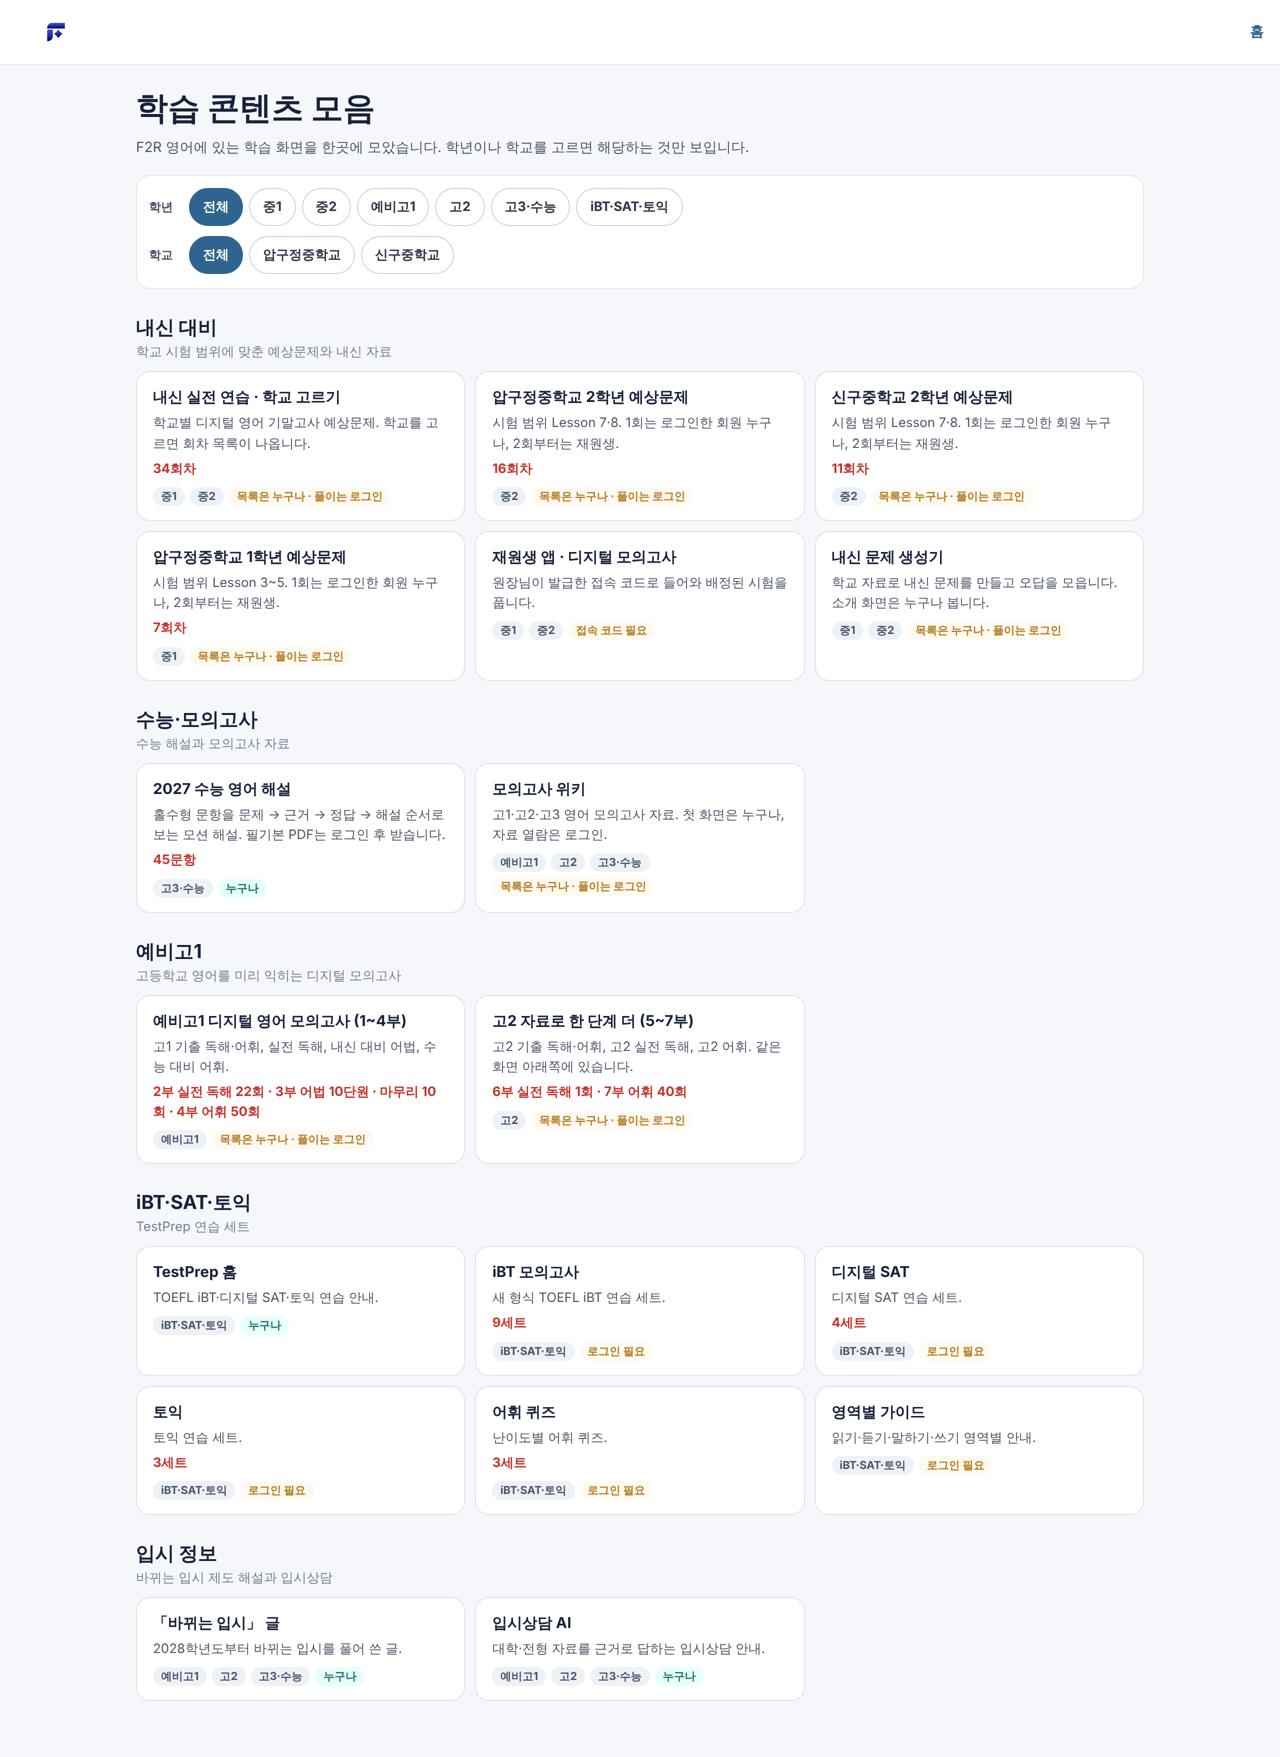 홈
학습 콘텐츠 모음
F2R 영어에 있는 학습 화면을 한곳에 모았습니다. 학년이나 학교를 고르면 해당하는 것만 보입니다.
학년 전체 중1 중2 예비고1 고2 고3·수능 iBT·SAT·토익
학교 전체 압구정중학교 신구중학교
내신 대비
학교 시험 범위에 맞춘 예상문제와 내신 자료
내신 실전 연습 · 학교 고르기
학교별 디지털 영어 기말고사 예상문제. 학교를 고
르면 회차 목록이 나옵니다.
34회차
중1 중2 목록은 누구나 · 풀이는 로그인
압구정중학교 2학년 예상문제
시험 범위 Lesson 7·8. 1회는 로그인한 회원 누구
나, 2회부터는 재원생.
16회차
중2 목록은 누구나 · 풀이는 로그인
신구중학교 2학년 예상문제
시험 범위 Lesson 7·8. 1회는 로그인한 회원 누구
나, 2회부터는 재원생.
11회차
중2 목록은 누구나 · 풀이는 로그인
압구정중학교 1학년 예상문제
시험 범위 Lesson 3~5. 1회는 로그인한 회원 누구
나, 2회부터는 재원생.
7회차
중1 목록은 누구나 · 풀이는 로그인
재원생 앱 · 디지털 모의고사
원장님이 발급한 접속 코드로 들어와 배정된 시험을
풉니다.
중1 중2 접속 코드 필요
내신 문제 생성기
학교 자료로 내신 문제를 만들고 오답을 모읍니다.
소개 화면은 누구나 봅니다.
중1 중2 목록은 누구나 · 풀이는 로그인
수능·모의고사
수능 해설과 모의고사 자료
2027 수능 영어 해설
홀수형 문항을 문제 → 근거 → 정답 → 해설 순서로
보는 모션 해설. 필기본 PDF는 로그인 후 받습니다.
45문항
고3·수능 누구나
모의고사 위키
고1·고2·고3 영어 모의고사 자료. 첫 화면은 누구나,
자료 열람은 로그인.
예비고1 고2 고3·수능
목록은 누구나 · 풀이는 로그인
예비고1
고등학교 영어를 미리 익히는 디지털 모의고사
예비고1 디지털 영어 모의고사 (1~4부)
고1 기출 독해·어휘, 실전 독해, 내신 대비 어법, 수
능 대비 어휘.
2부 실전 독해 22회 · 3부 어법 10단원 · 마무리 10
회 · 4부 어휘 50회
예비고1 목록은 누구나 · 풀이는 로그인
고2 자료로 한 단계 더 (5~7부)
고2 기출 독해·어휘, 고2 실전 독해, 고2 어휘. 같은
화면 아래쪽에 있습니다.
6부 실전 독해 1회 · 7부 어휘 40회
고2 목록은 누구나 · 풀이는 로그인
iBT·SAT·토익
TestPrep 연습 세트
TestPrep 홈
TOEFL iBT·디지털 SAT·토익 연습 안내.
iBT·SAT·토익 누구나
iBT 모의고사
새 형식 TOEFL iBT 연습 세트.
9세트
iBT·SAT·토익 로그인 필요
디지털 SAT
디지털 SAT 연습 세트.
4세트
iBT·SAT·토익 로그인 필요
토익
토익 연습 세트.
3세트
iBT·SAT·토익 로그인 필요
어휘 퀴즈
난이도별 어휘 퀴즈.
3세트
iBT·SAT·토익 로그인 필요
영역별 가이드
읽기·듣기·말하기·쓰기 영역별 안내.
iBT·SAT·토익 로그인 필요
입시 정보
바뀌는 입시 제도 해설과 입시상담
「바뀌는 입시」 글
2028학년도부터 바뀌는 입시를 풀어 쓴 글.
예비고1 고2 고3·수능 누구나
입시상담 AI
대학·전형 자료를 근거로 답하는 입시상담 안내.
예비고1 고2 고3·수능 누구나